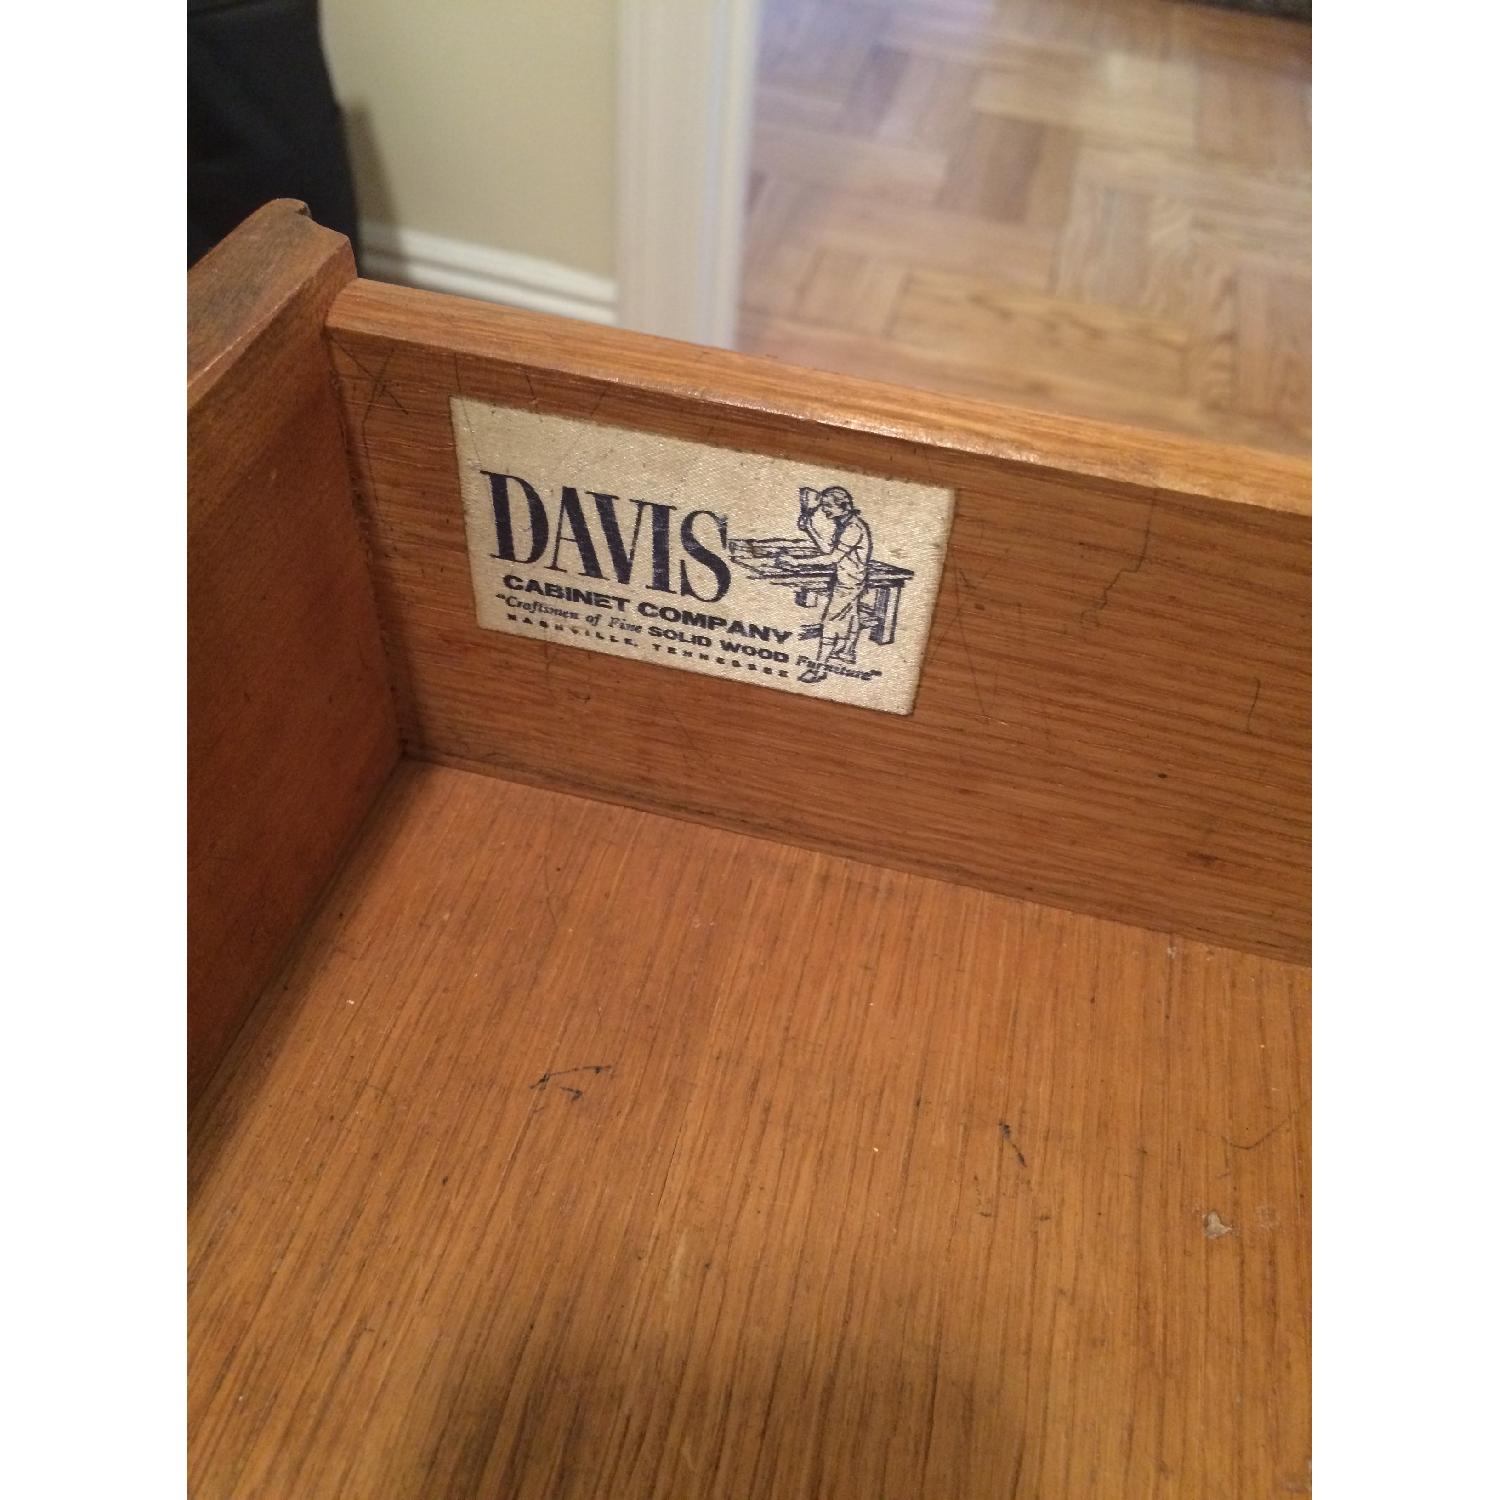 DAVIS
CABINET COMPANY
"Craftsmen of Fine SOLID WOOD Furniture"
NASHVILLE, TENNESSEE